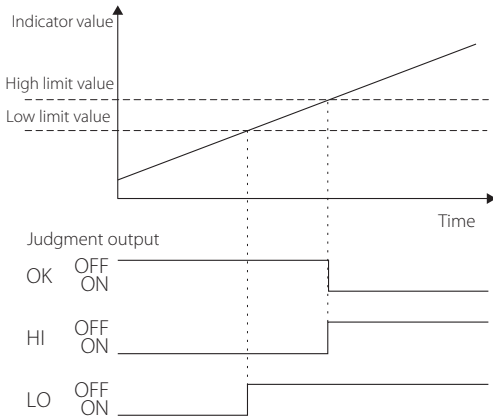 Indicator value
High limit value
Low limit value
Time
Judgment output
OK OFF
ON
HI OFF
ON
LO OFF
ON